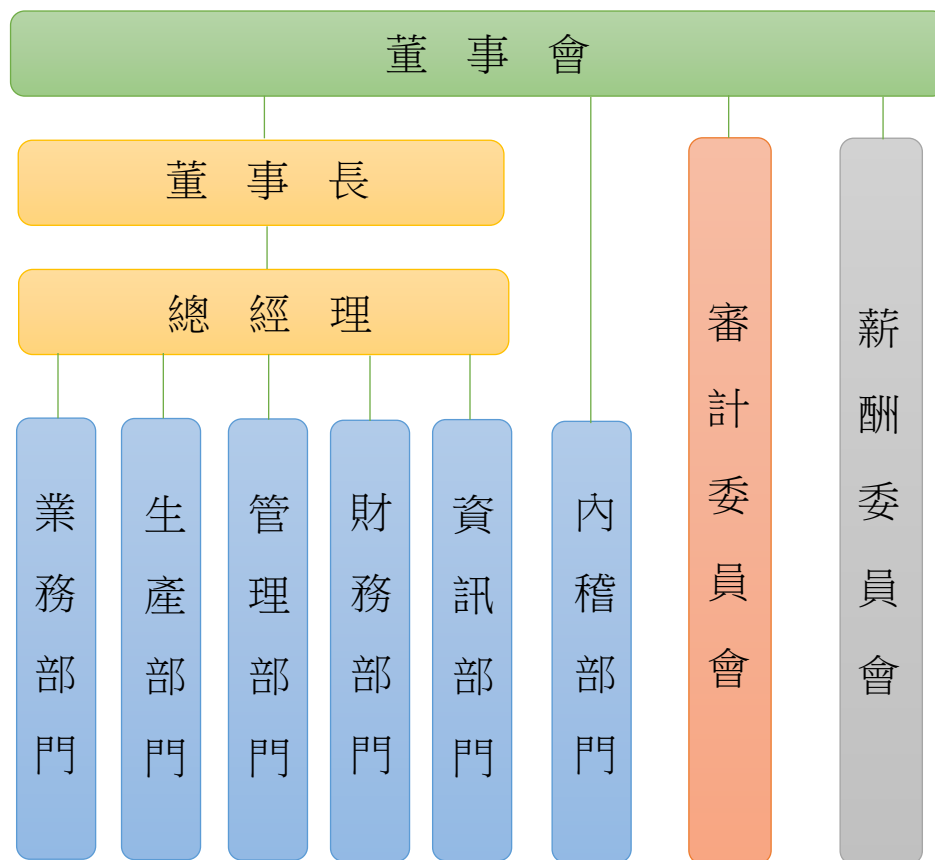 董事會
董事長
總經理
業務部門
生產部門
管理部門
財務部門
資訊部門
內稽部門
審計委員會
薪酬委員會